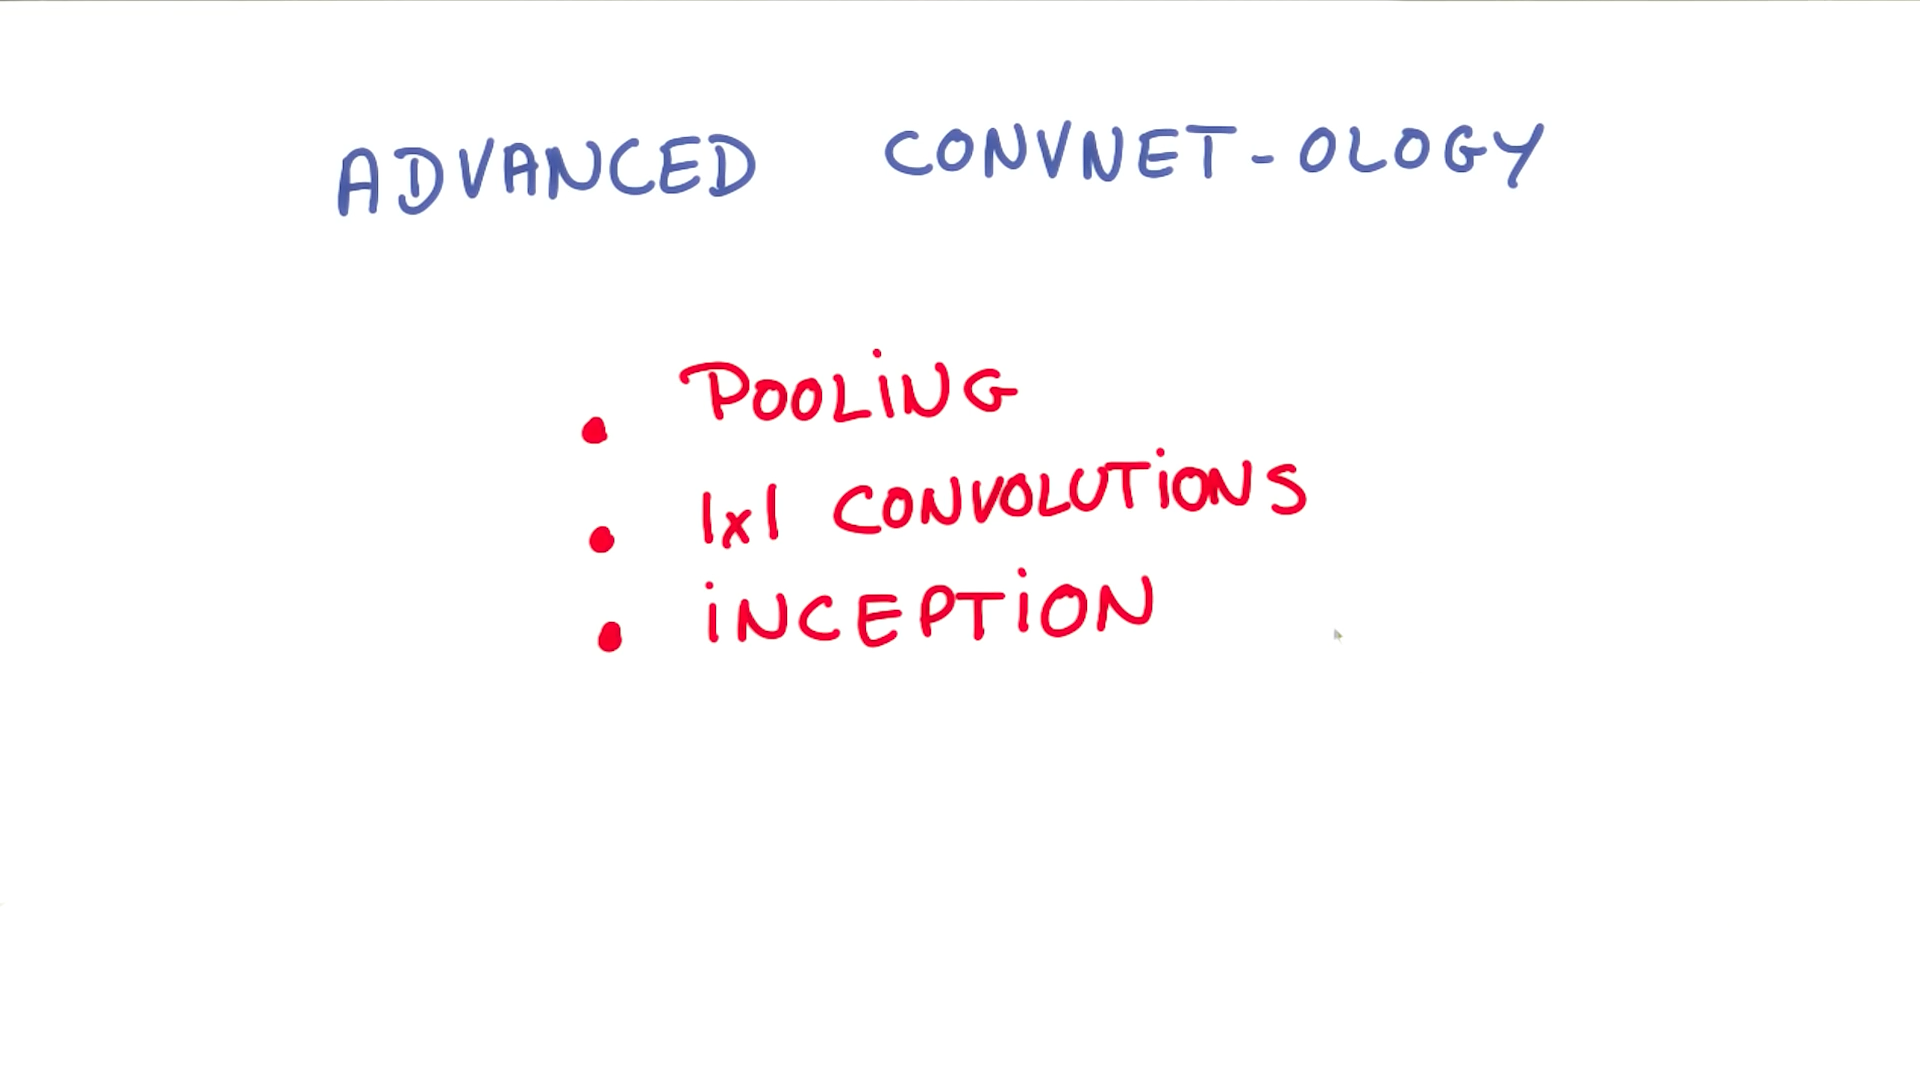 ADVANCED CONVNET-OLOGY
• POOLING
• 1x1 CONVOLUTIONS
• INCEPTION